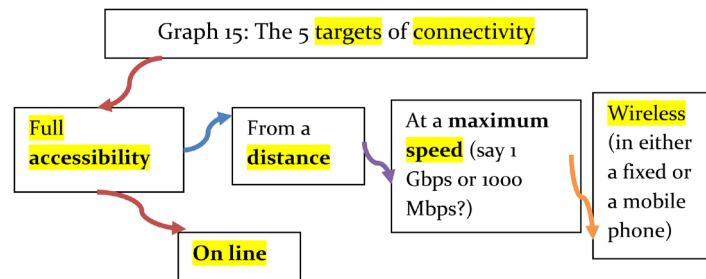 Graph 15: The 5 targets of connectivity
Full
accessibility
From a
distance
At a maximum
speed (say 1
Gbps or 1000
Mbps?)
Wireless
(in either
a fixed or
a mobile
phone)
On line